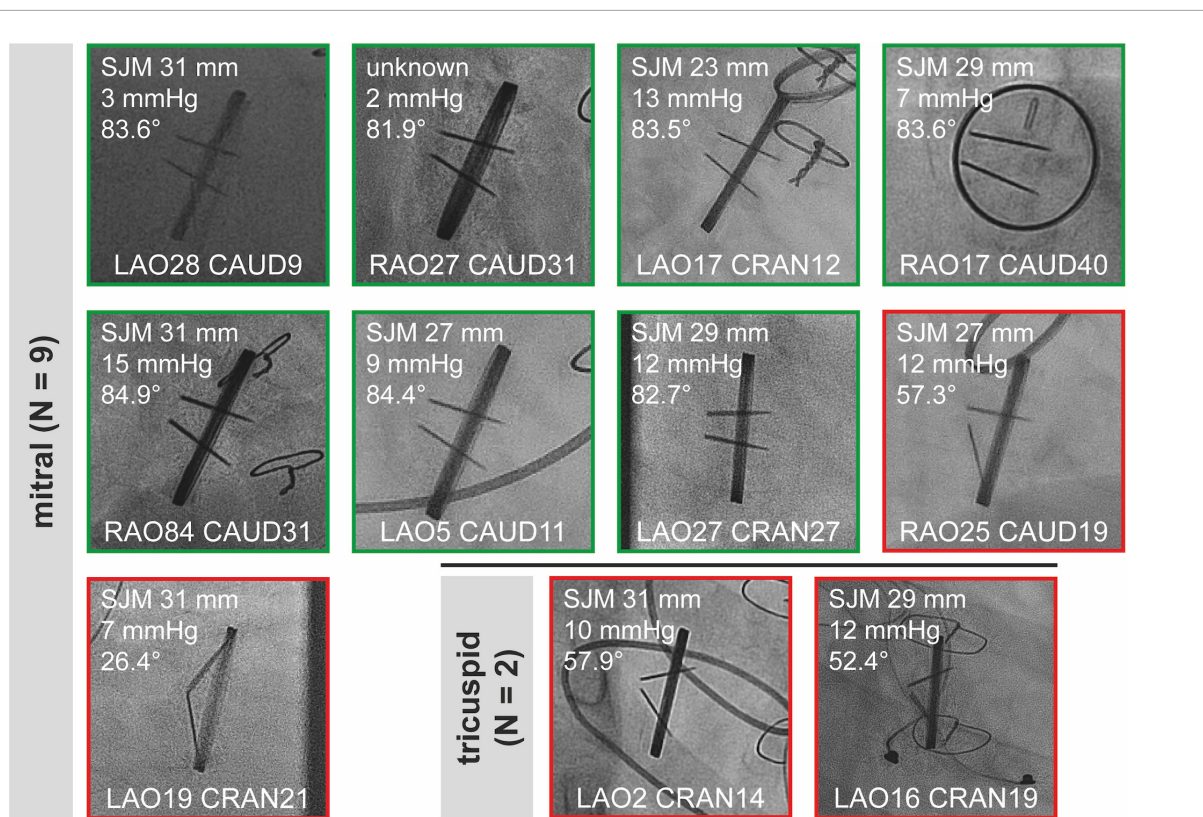 mitral (N = 9)
SJM 31 mm
3 mmHg
83.6°
LAO28 CAUD9
unknown
2 mmHg
81.9°
RAO27 CAUD31
SJM 23 mm
13 mmHg
83.5°
LAO17 CRAN12
SJM 29 mm
7 mmHg
83.6°
RAO17 CAUD40
SJM 31 mm
15 mmHg
84.9°
RAO84 CAUD31
SJM 27 mm
9 mmHg
84.4°
LAO5 CAUD11
SJM 29 mm
12 mmHg
82.7°
LAO27 CRAN27
SJM 27 mm
12 mmHg
57.3°
RAO25 CAUD19
SJM 31 mm
7 mmHg
26.4°
LAO19 CRAN21
tricuspid
(N = 2)
SJM 31 mm
10 mmHg
57.9°
LAO2 CRAN14
SJM 29 mm
12 mmHg
52.4°
LAO16 CRAN19